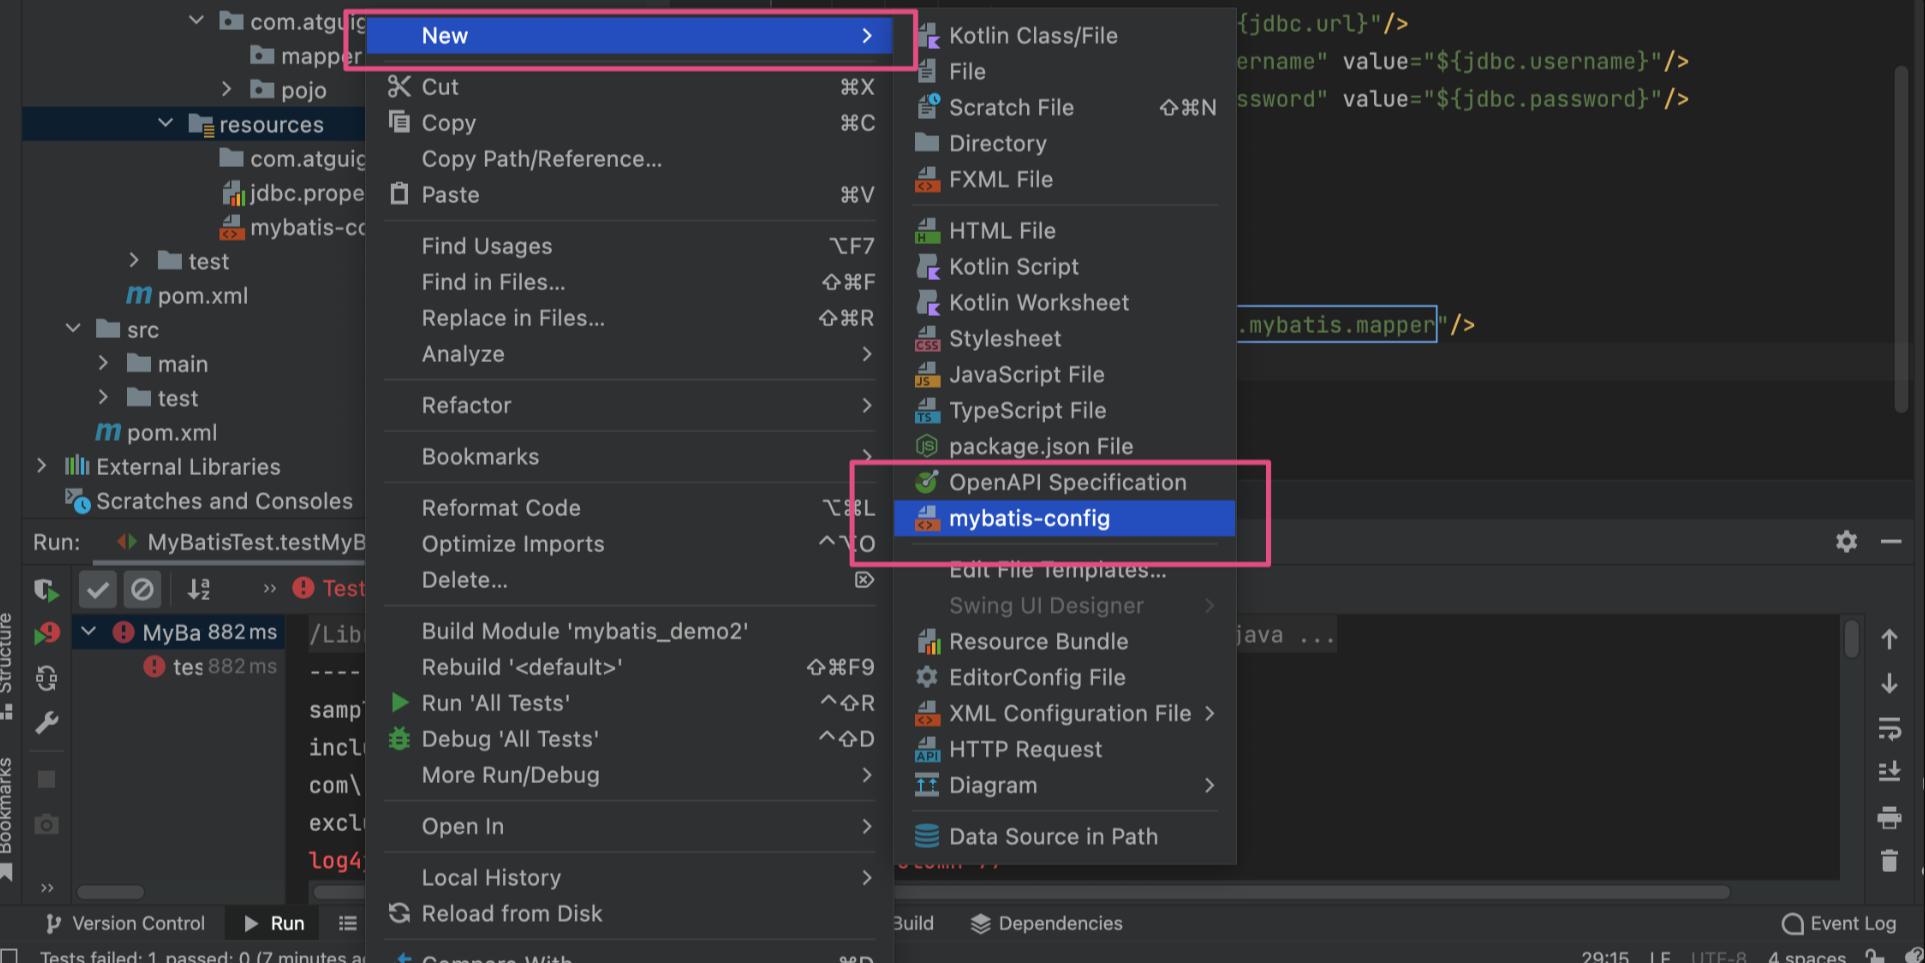 com.atguig
mapper
pojo
resources
com.atguig
jdbc.prope
mybatis-co
test
pom.xml
src
main
test
pom.xml
External Libraries
Scratches and Consoles
New
Cut ⌘X
Copy ⌘C
Copy Path/Reference...
Paste ⌘V
Find Usages ⌥F7
Find in Files... ⇧⌘F
Replace in Files... ⇧⌘R
Analyze
Refactor
Bookmarks
Reformat Code ⌥⌘L
Optimize Imports ^⌥O
Delete... ⌦
Build Module 'mybatis_demo2'
Rebuild '<default>' ⇧⌘F9
Run 'All Tests' ^⇧R
Debug 'All Tests' ^⇧D
More Run/Debug
Open In
Local History
Reload from Disk
Compare With ⌘D
Kotlin Class/File
File
Scratch File ⇧⌘N
Directory
FXML File
HTML File
Kotlin Script
Kotlin Worksheet
Stylesheet
JavaScript File
TypeScript File
package.json File
OpenAPI Specification
mybatis-config
Edit File Templates...
Swing UI Designer
Resource Bundle
EditorConfig File
XML Configuration File
HTTP Request
Diagram
Data Source in Path
{jdbc.url}"/>
ername" value="${jdbc.username}"/>
ssword" value="${jdbc.password}"/>
.mybatis.mapper"/>
Run: MyBatisTest.testMyB
Test
MyBa 882 ms
tes 882 ms
/Lib
java ...
----
samp
incl
com\
excl
log4
Structure
Bookmarks
Version Control
Run
Build
Dependencies
Event Log
Tests failed: 1, passed: 0 (7 minutes a
29:15 LF UTF-8 4 spaces